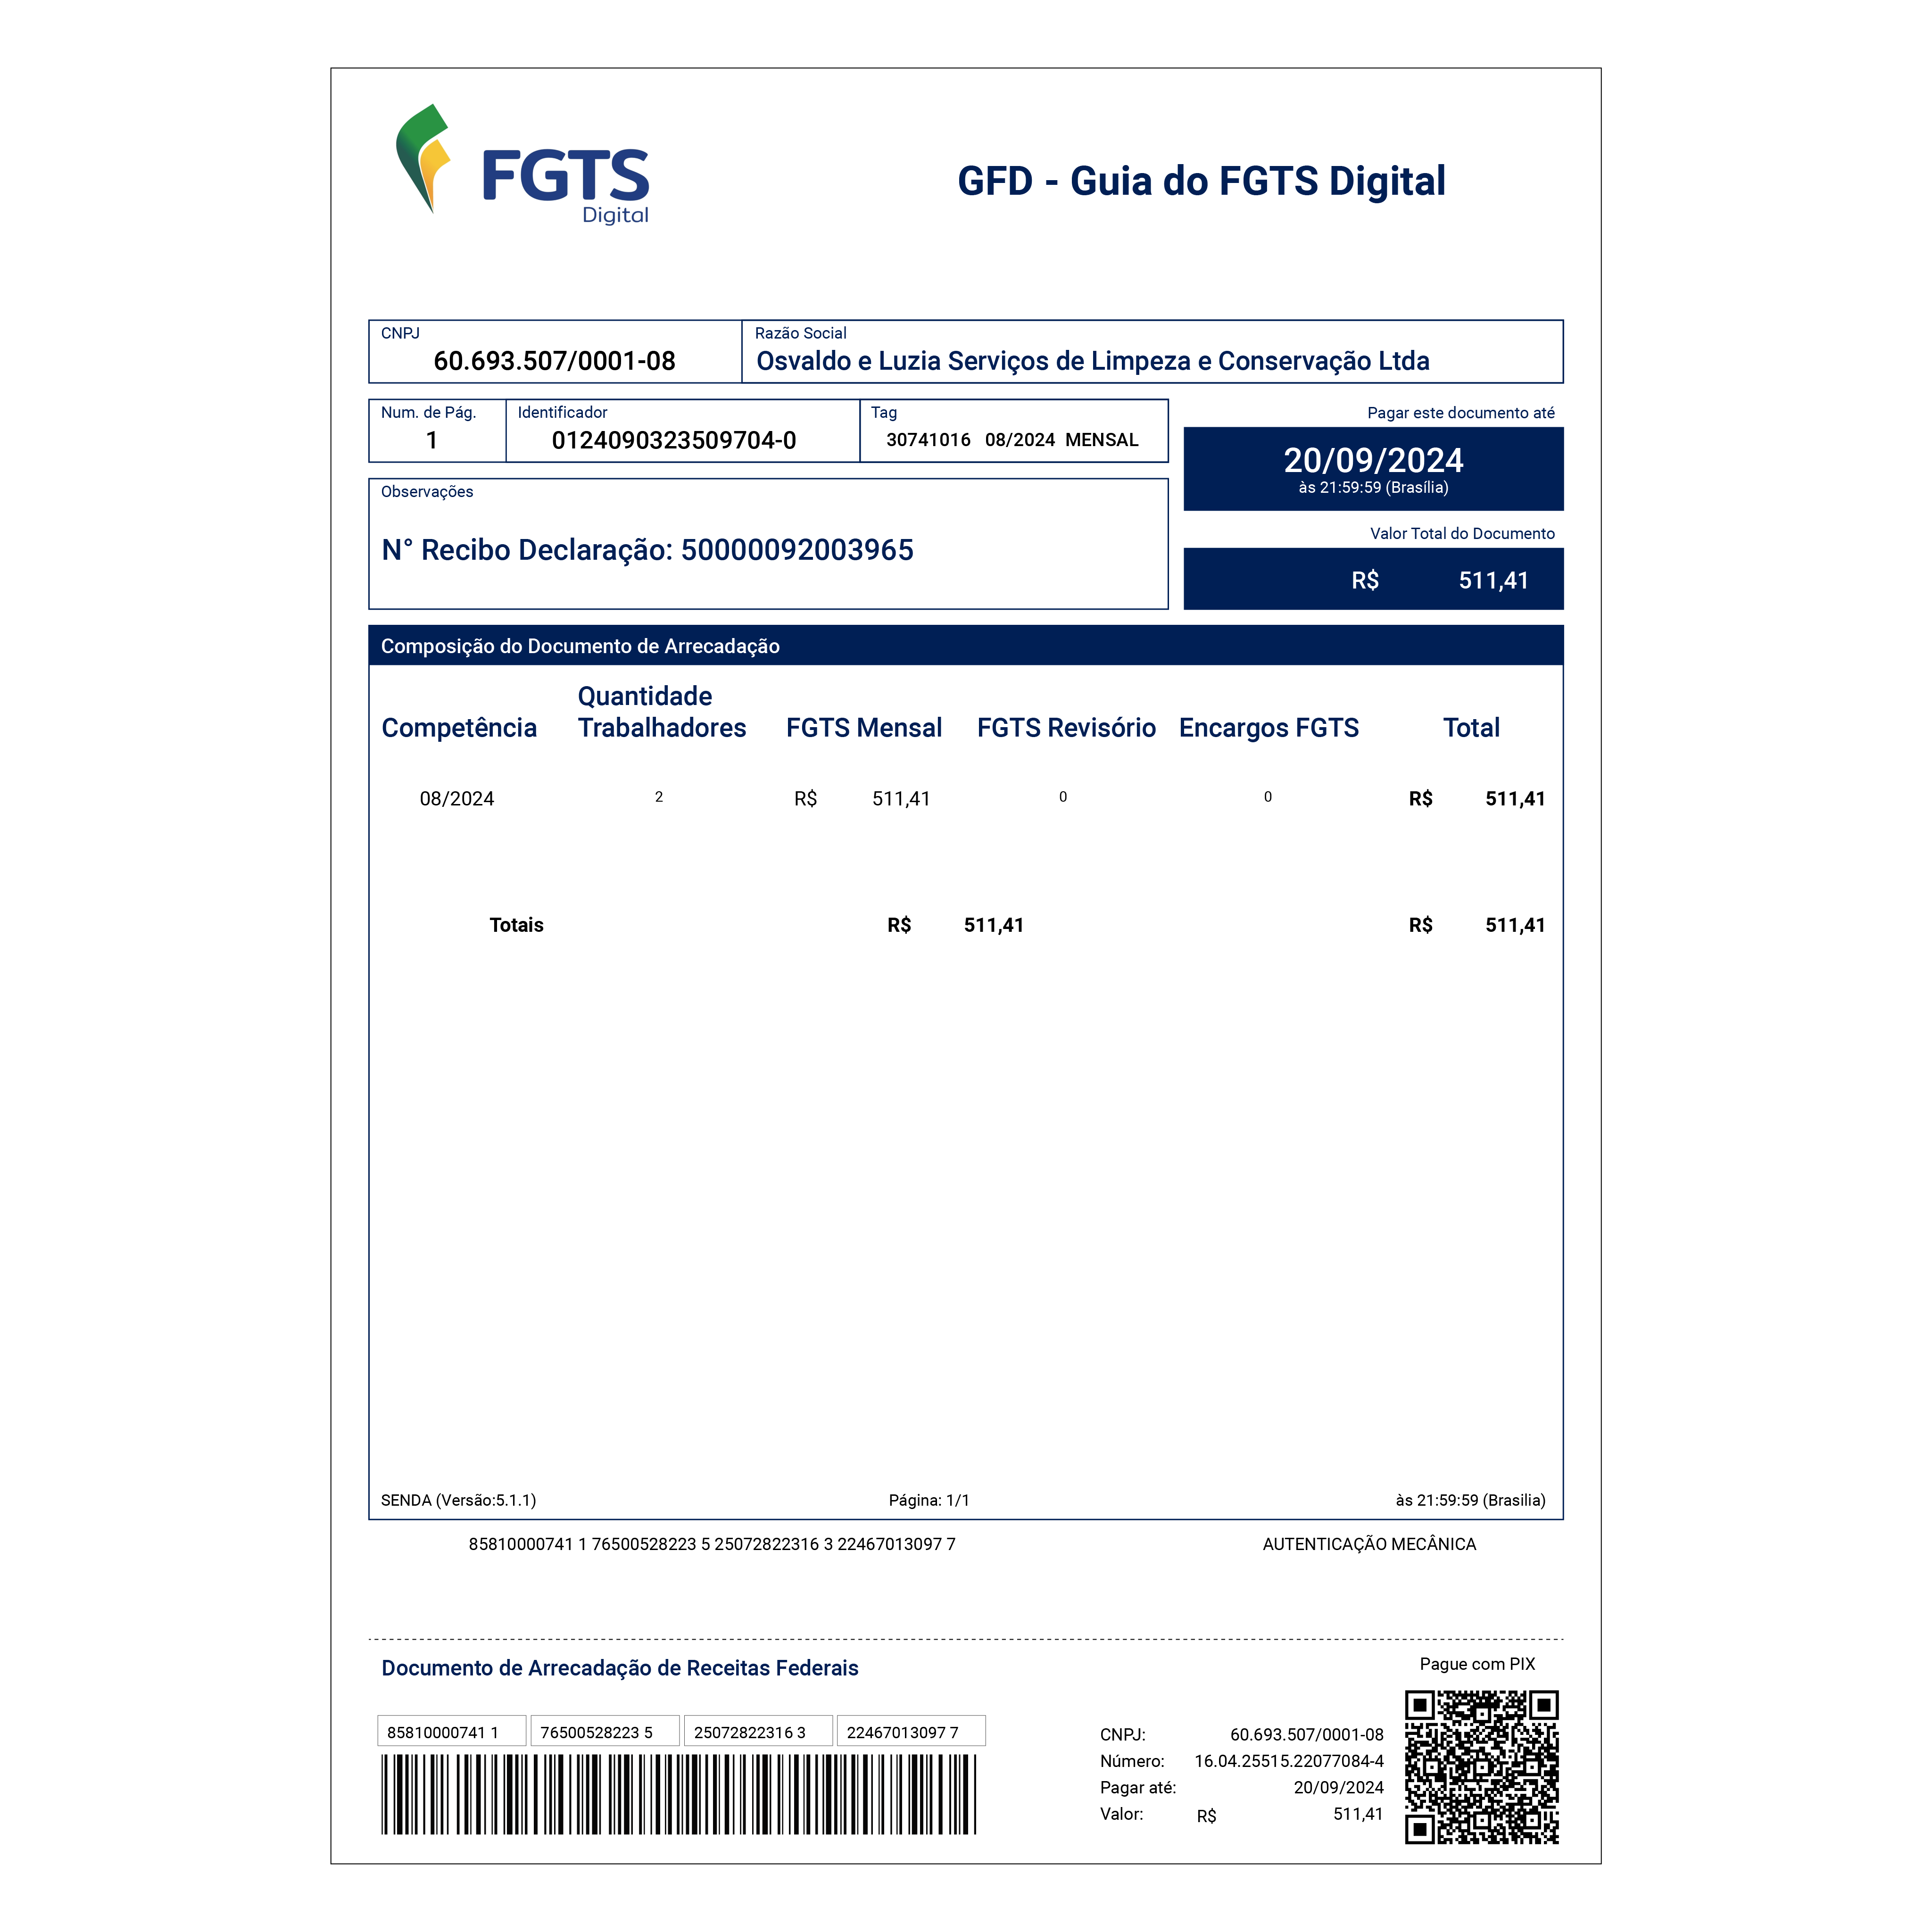 FGTS
Digital
GFD - Guia do FGTS Digital
CNPJ
60.693.507/0001-08
Razão Social
Osvaldo e Luzia Serviços de Limpeza e Conservação Ltda
Num. de Pág.
1
Identificador
0124090323509704-0
Tag
30741016 08/2024 MENSAL
Pagar este documento até
20/09/2024
às 21:59:59 (Brasília)
Observações
N° Recibo Declaração: 50000092003965
Valor Total do Documento
R$ 511,41
Composição do Documento de Arrecadação
Competência Quantidade Trabalhadores FGTS Mensal FGTS Revisório Encargos FGTS Total
08/2024 2 R$ 511,41 0 0 R$ 511,41
Totais R$ 511,41 R$ 511,41
SENDA (Versão:5.1.1) Página: 1/1 às 21:59:59 (Brasilia)
85810000741 1 76500528223 5 25072822316 3 22467013097 7 AUTENTICAÇÃO MECÂNICA
Documento de Arrecadação de Receitas Federais
Pague com PIX
85810000741 1 76500528223 5 25072822316 3 22467013097 7
CNPJ: 60.693.507/0001-08
Número: 16.04.25515.22077084-4
Pagar até: 20/09/2024
Valor: R$ 511,41